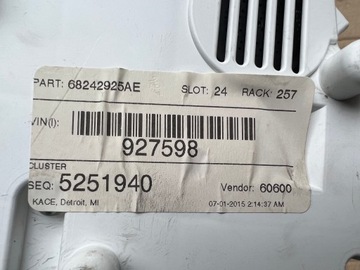 PART: 68242925AE SLOT: 24 RACK: 257
VIN(I):
927598
CLUSTER
SEQ: 5251940 Vendor: 60600
KACE, Detroit, MI 07-01-2015 2:14:37 AM